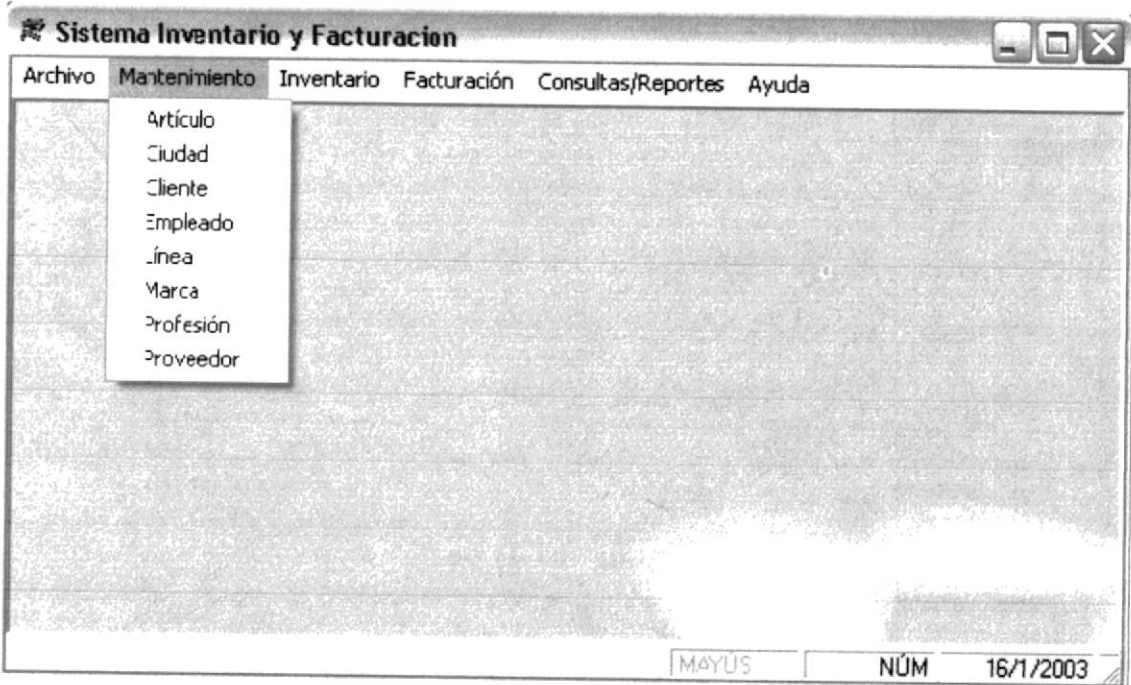 Sistema Inventario y Facturacion
Archivo Mantenimiento Inventario Facturación Consultas/Reportes Ayuda
Artículo
Ciudad
Cliente
Empleado
Línea
Marca
Profesión
Proveedor
MAYÚS NÚM 16/1/2003